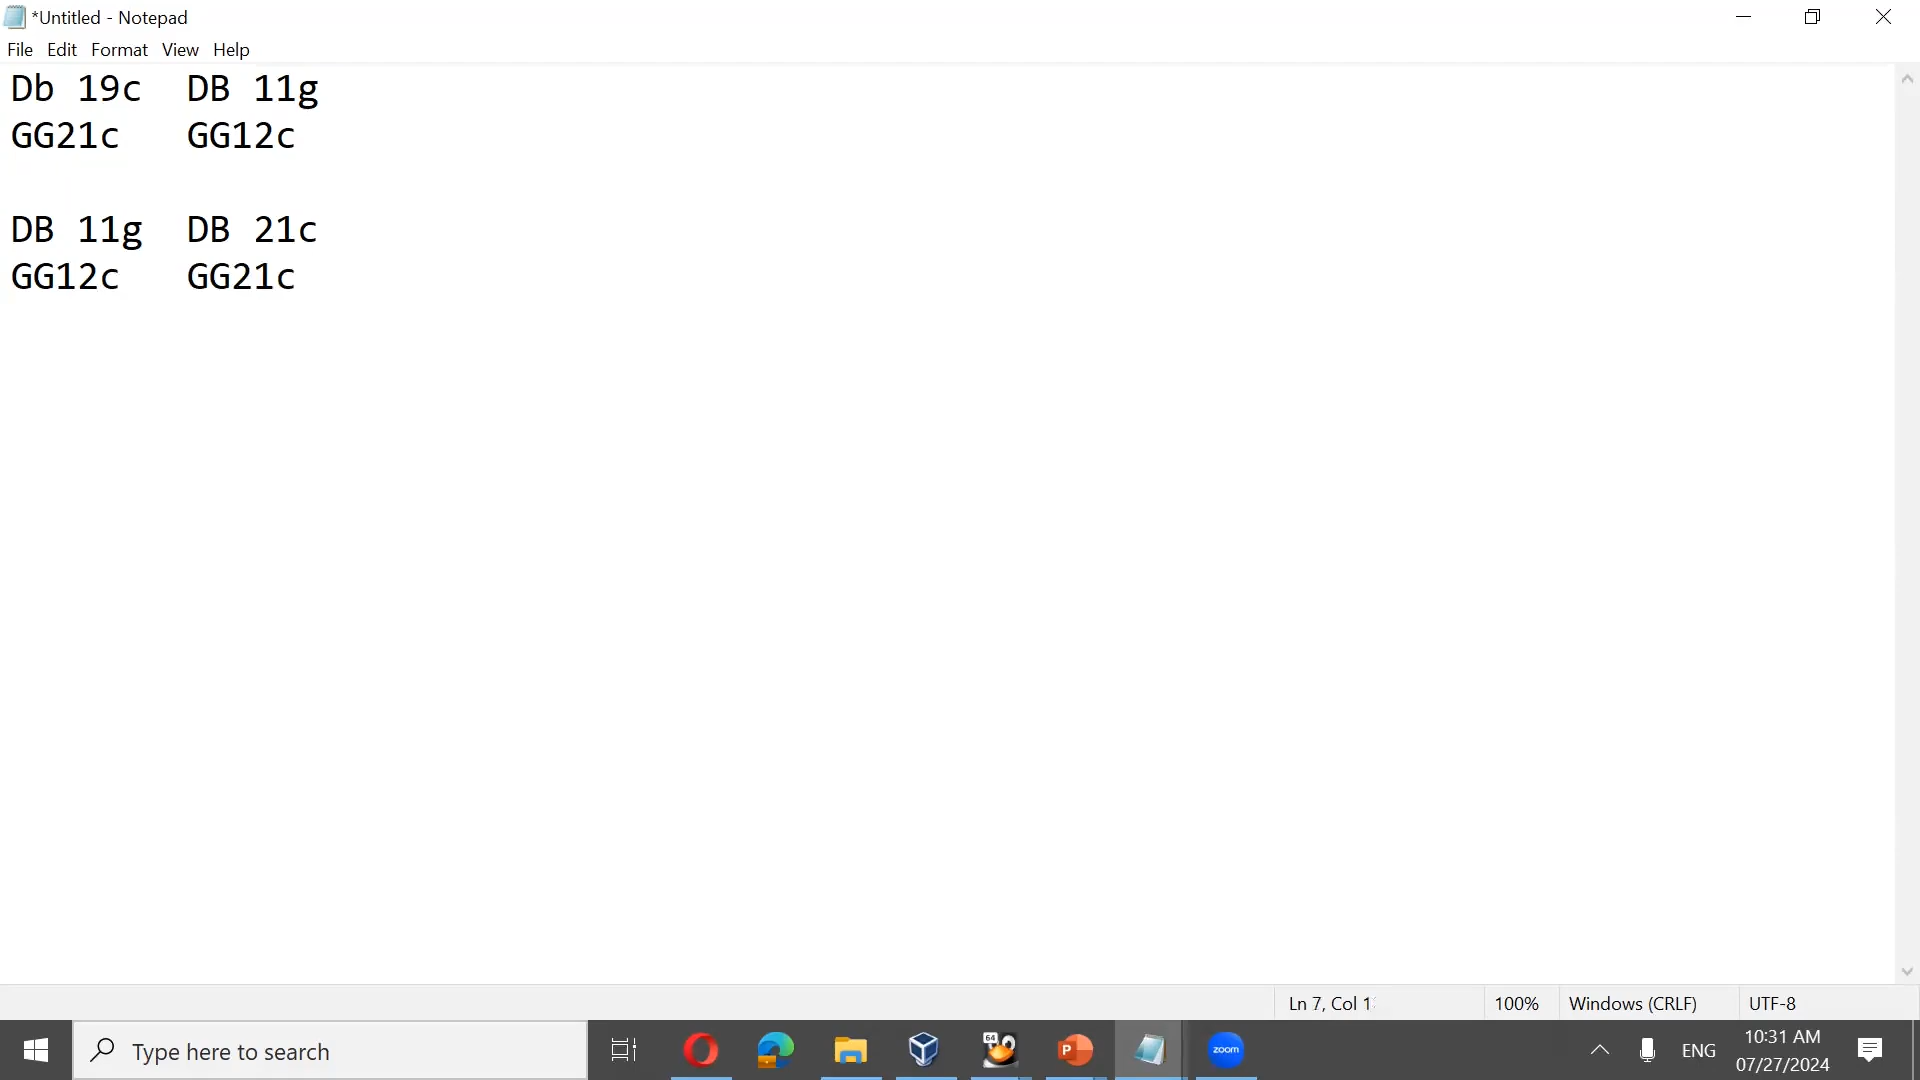 *Untitled - Notepad
File Edit Format View Help
Db 19c DB 11g
GG21c GG12c
DB 11g DB 21c
GG12c GG21c
Ln 7, Col 1 100% Windows (CRLF) UTF-8
Type here to search
64
P
zoom
ENG
10:31 AM
07/27/2024